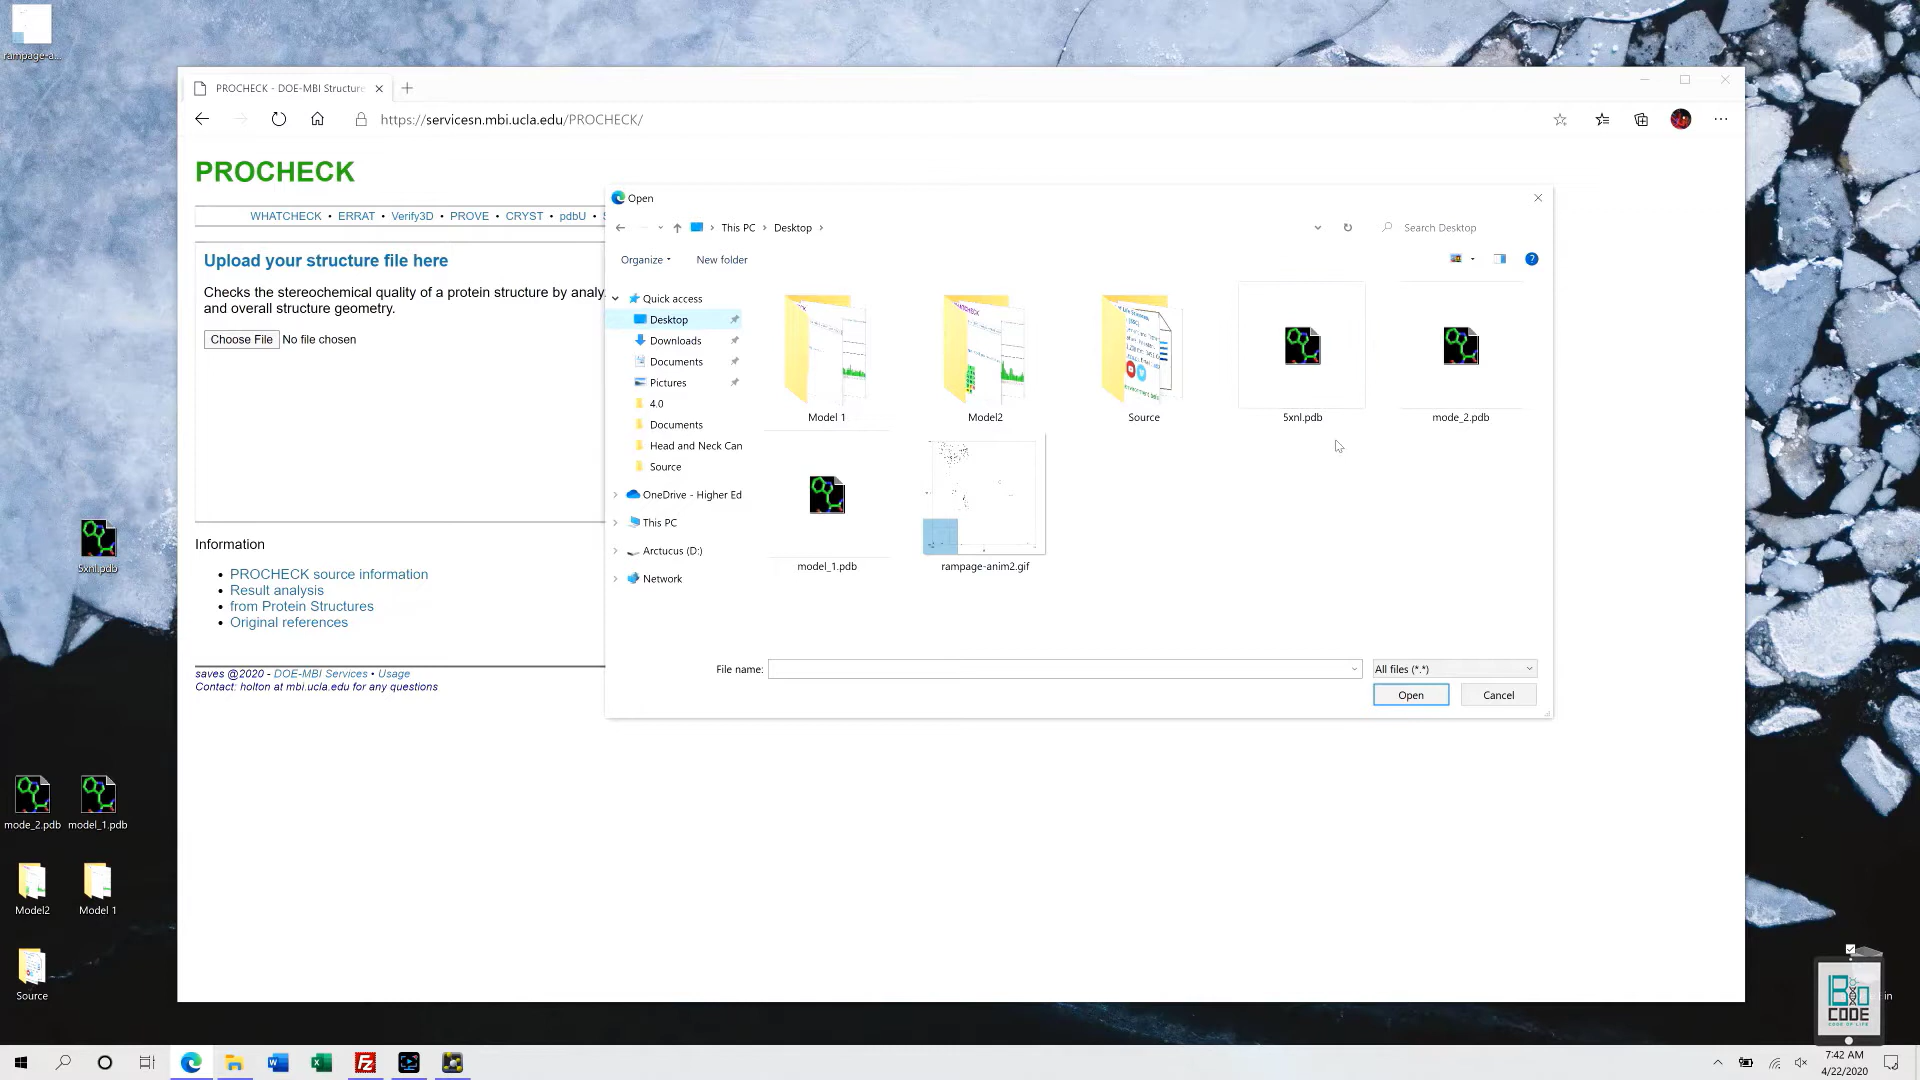 rampage-a...
PROCHECK - DOE-MBI Structure
https://servicesn.mbi.ucla.edu/PROCHECK/
PROCHECK
WHATCHECK • ERRAT • Verify3D • PROVE • CRYST • pdbU •
Upload your structure file here
Checks the stereochemical quality of a protein structure by analy
and overall structure geometry.
Choose File No file chosen
Information
• PROCHECK source information
• Result analysis
• from Protein Structures
• Original references
saves @2020 - DOE-MBI Services • Usage
Contact: holton at mbi.ucla.edu for any questions
Open
This PC > Desktop >
Search Desktop
Organize
New folder
Quick access
Desktop
Downloads
Documents
Pictures
4.0
Documents
Head and Neck Can
Source
OneDrive - Higher Ed
This PC
Arctucus (D:)
Network
Model 1
Model2
Source
5xnl.pdb
mode_2.pdb
model_1.pdb
rampage-anim2.gif
File name:
All files (*.*)
Open
Cancel
5xnl.pdb
mode_2.pdb
model_1.pdb
Model2
Model 1
Source
BIO
CODE
CODE OF LIFE
in
7:42 AM
4/22/2020